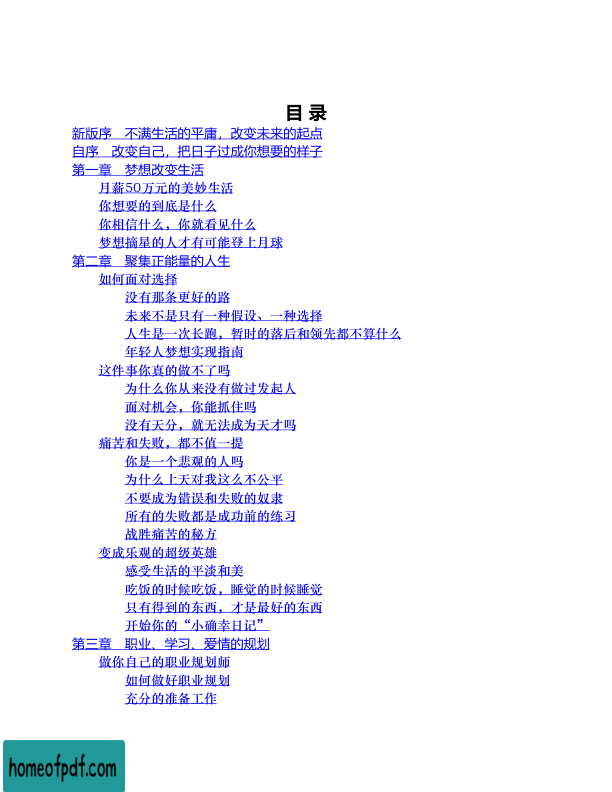 目 录
新版序　不满生活的平庸，改变未来的起点
自序　改变自己，把日子过成你想要的样子
第一章　梦想改变生活
月薪50万元的美妙生活
你想要的到底是什么
你相信什么，你就看见什么
梦想摘星的人才有可能登上月球
第二章　聚集正能量的人生
如何面对选择
没有那条更好的路
未来不是只有一种假设、一种选择
人生是一次长跑，暂时的落后和领先都不算什么
年轻人梦想实现指南
这件事你真的做不了吗
为什么你从来没有做过发起人
面对机会，你能抓住吗
没有天分，就无法成为天才吗
痛苦和失败，都不值一提
你是一个悲观的人吗
为什么上天对我这么不公平
不要成为错误和失败的奴隶
所有的失败都是成功前的练习
战胜痛苦的秘方
变成乐观的超级英雄
感受生活的平淡和美
吃饭的时候吃饭，睡觉的时候睡觉
只有得到的东西，才是最好的东西
开始你的“小确幸日记”
第三章　职业、学习、爱情的规划
做你自己的职业规划师
如何做好职业规划
充分的准备工作
homeofpdf.com